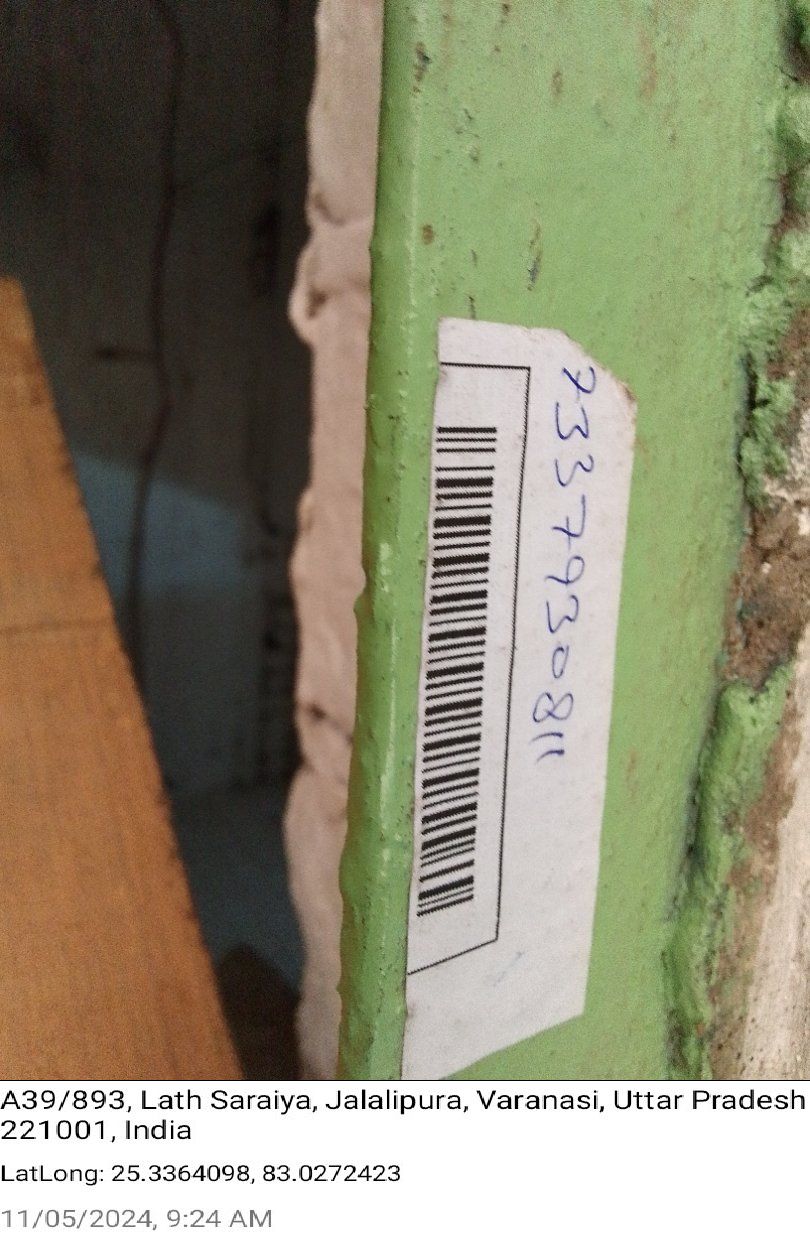 7337930811
A39/893, Lath Saraiya, Jalalipura, Varanasi, Uttar Pradesh
221001, India
LatLong: 25.3364098, 83.0272423
11/05/2024, 9:24 AM